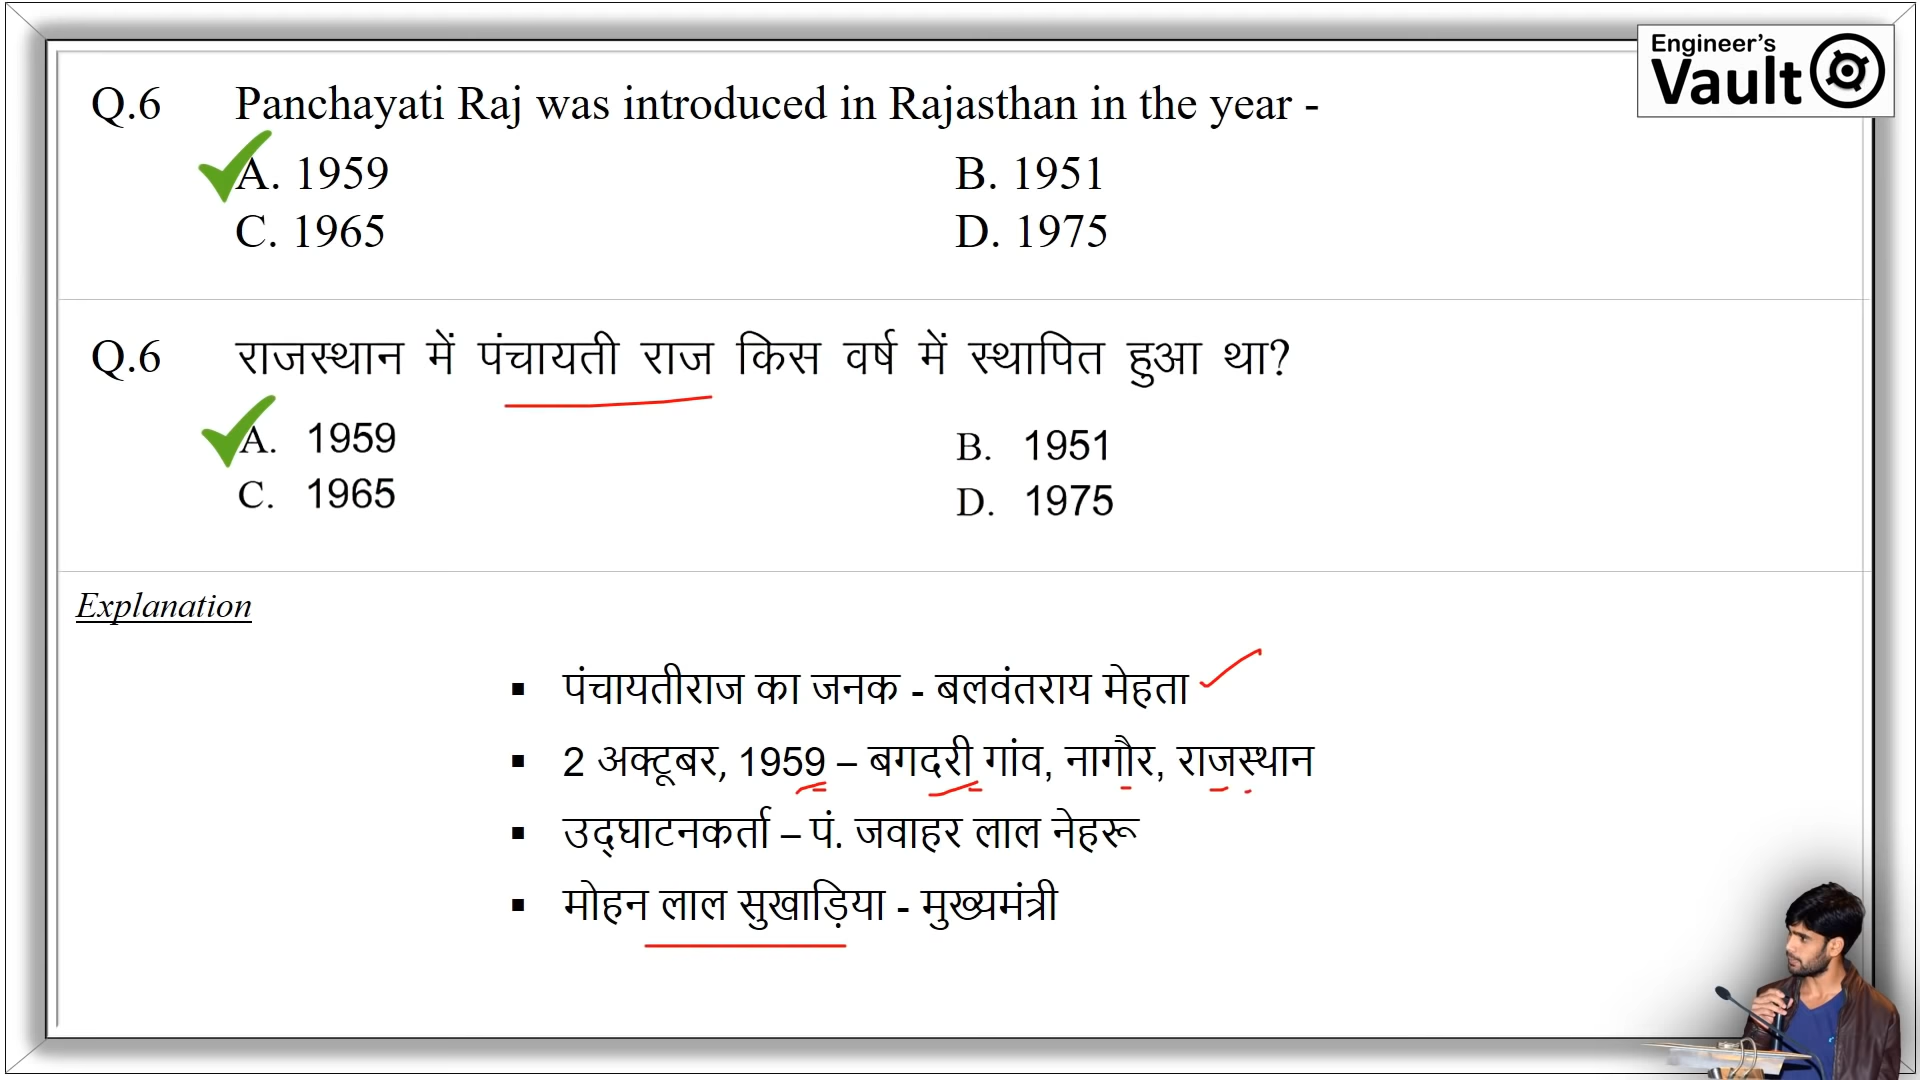 Engineer's
Vault
Q.6 Panchayati Raj was introduced in Rajasthan in the year -
A. 1959 B. 1951
C. 1965 D. 1975
Q.6 राजस्थान में पंचायती राज किस वर्ष में स्थापित हुआ था?
A. 1959 B. 1951
C. 1965 D. 1975
Explanation
▪ पंचायतीराज का जनक - बलवंतराय मेहता
▪ 2 अक्टूबर, 1959 – बगदरी गांव, नागौर, राजस्थान
▪ उद्‌घाटनकर्ता – पं. जवाहर लाल नेहरू
▪ मोहन लाल सुखाड़िया - मुख्यमंत्री